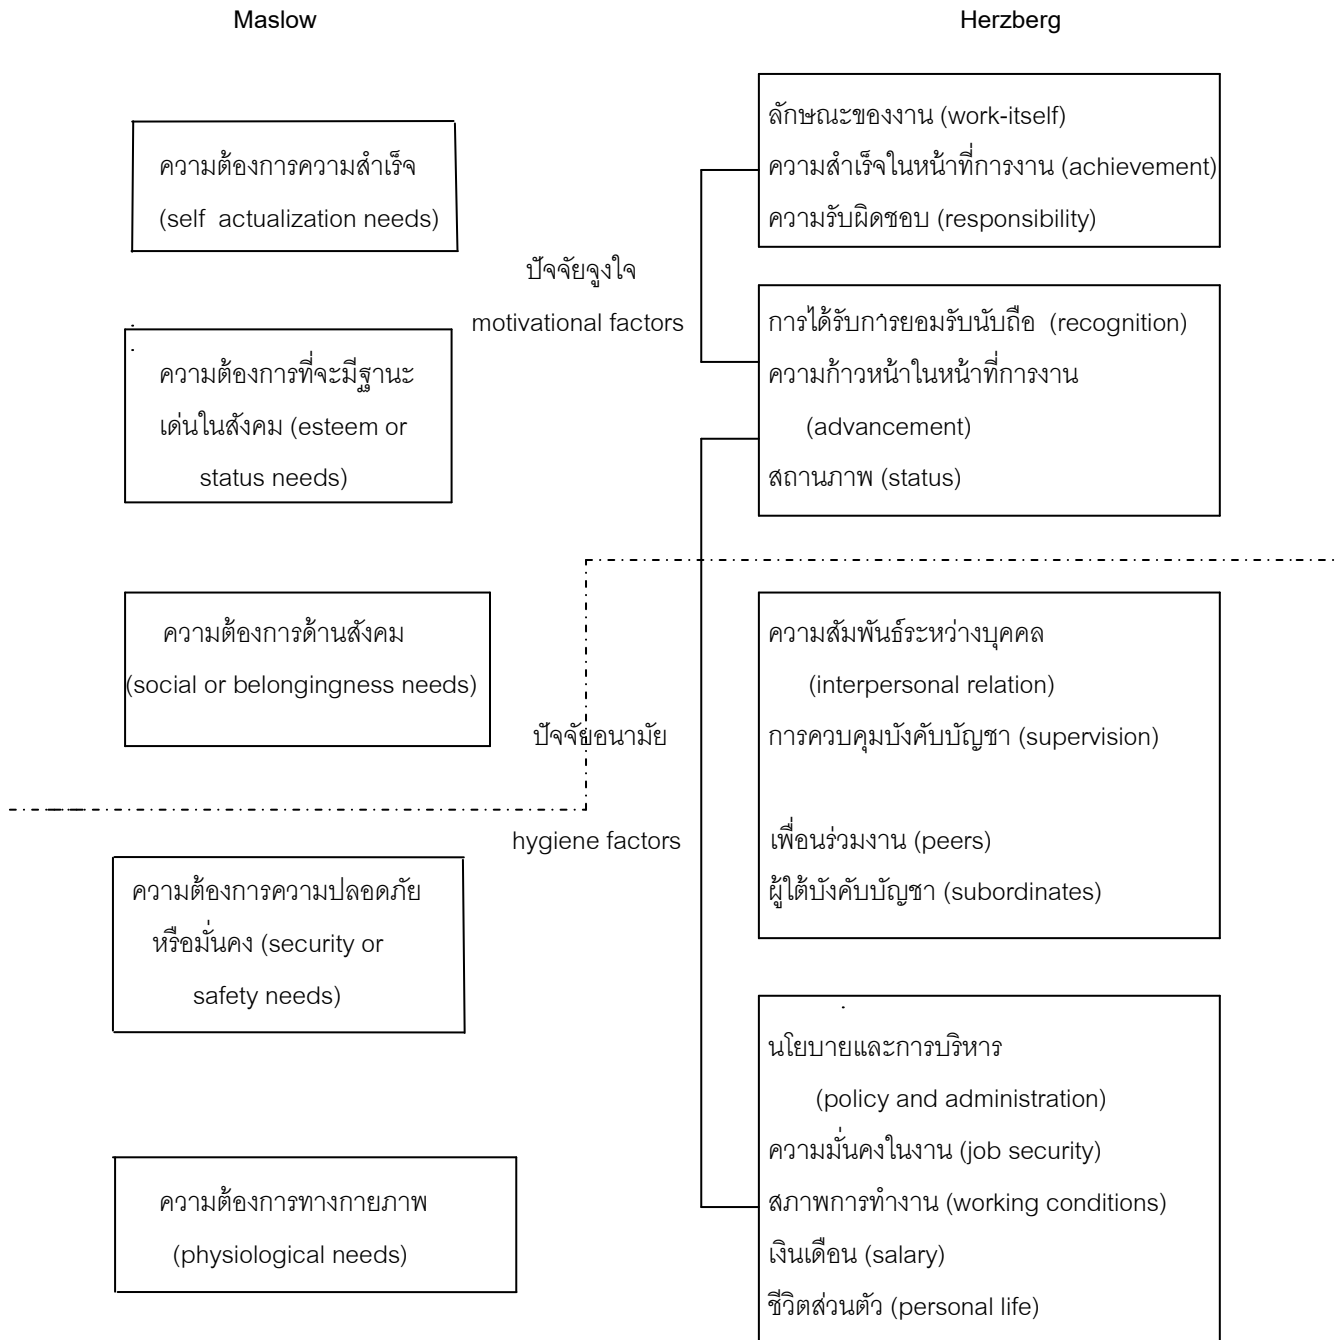 Maslow
Herzberg
ความต้องการความสำเร็จ
(self actualization needs)
ความต้องการที่จะมีฐานะ
เด่นในสังคม (esteem or
status needs)
ความต้องการด้านสังคม
(social or belongingness needs)
ความต้องการความปลอดภัย
หรือมั่นคง (security or
safety needs)
ความต้องการทางกายภาพ
(physiological needs)
ปัจจัยจูงใจ
motivational factors
ปัจจัยอนามัย
hygiene factors
ลักษณะของงาน (work-itself)
ความสำเร็จในหน้าที่การงาน (achievement)
ความรับผิดชอบ (responsibility)
การได้รับการยอมรับนับถือ (recognition)
ความก้าวหน้าในหน้าที่การงาน
(advancement)
สถานภาพ (status)
ความสัมพันธ์ระหว่างบุคคล
(interpersonal relation)
การควบคุมบังคับบัญชา (supervision)
เพื่อนร่วมงาน (peers)
ผู้ใต้บังคับบัญชา (subordinates)
นโยบายและการบริหาร
(policy and administration)
ความมั่นคงในงาน (job security)
สภาพการทำงาน (working conditions)
เงินเดือน (salary)
ชีวิตส่วนตัว (personal life)